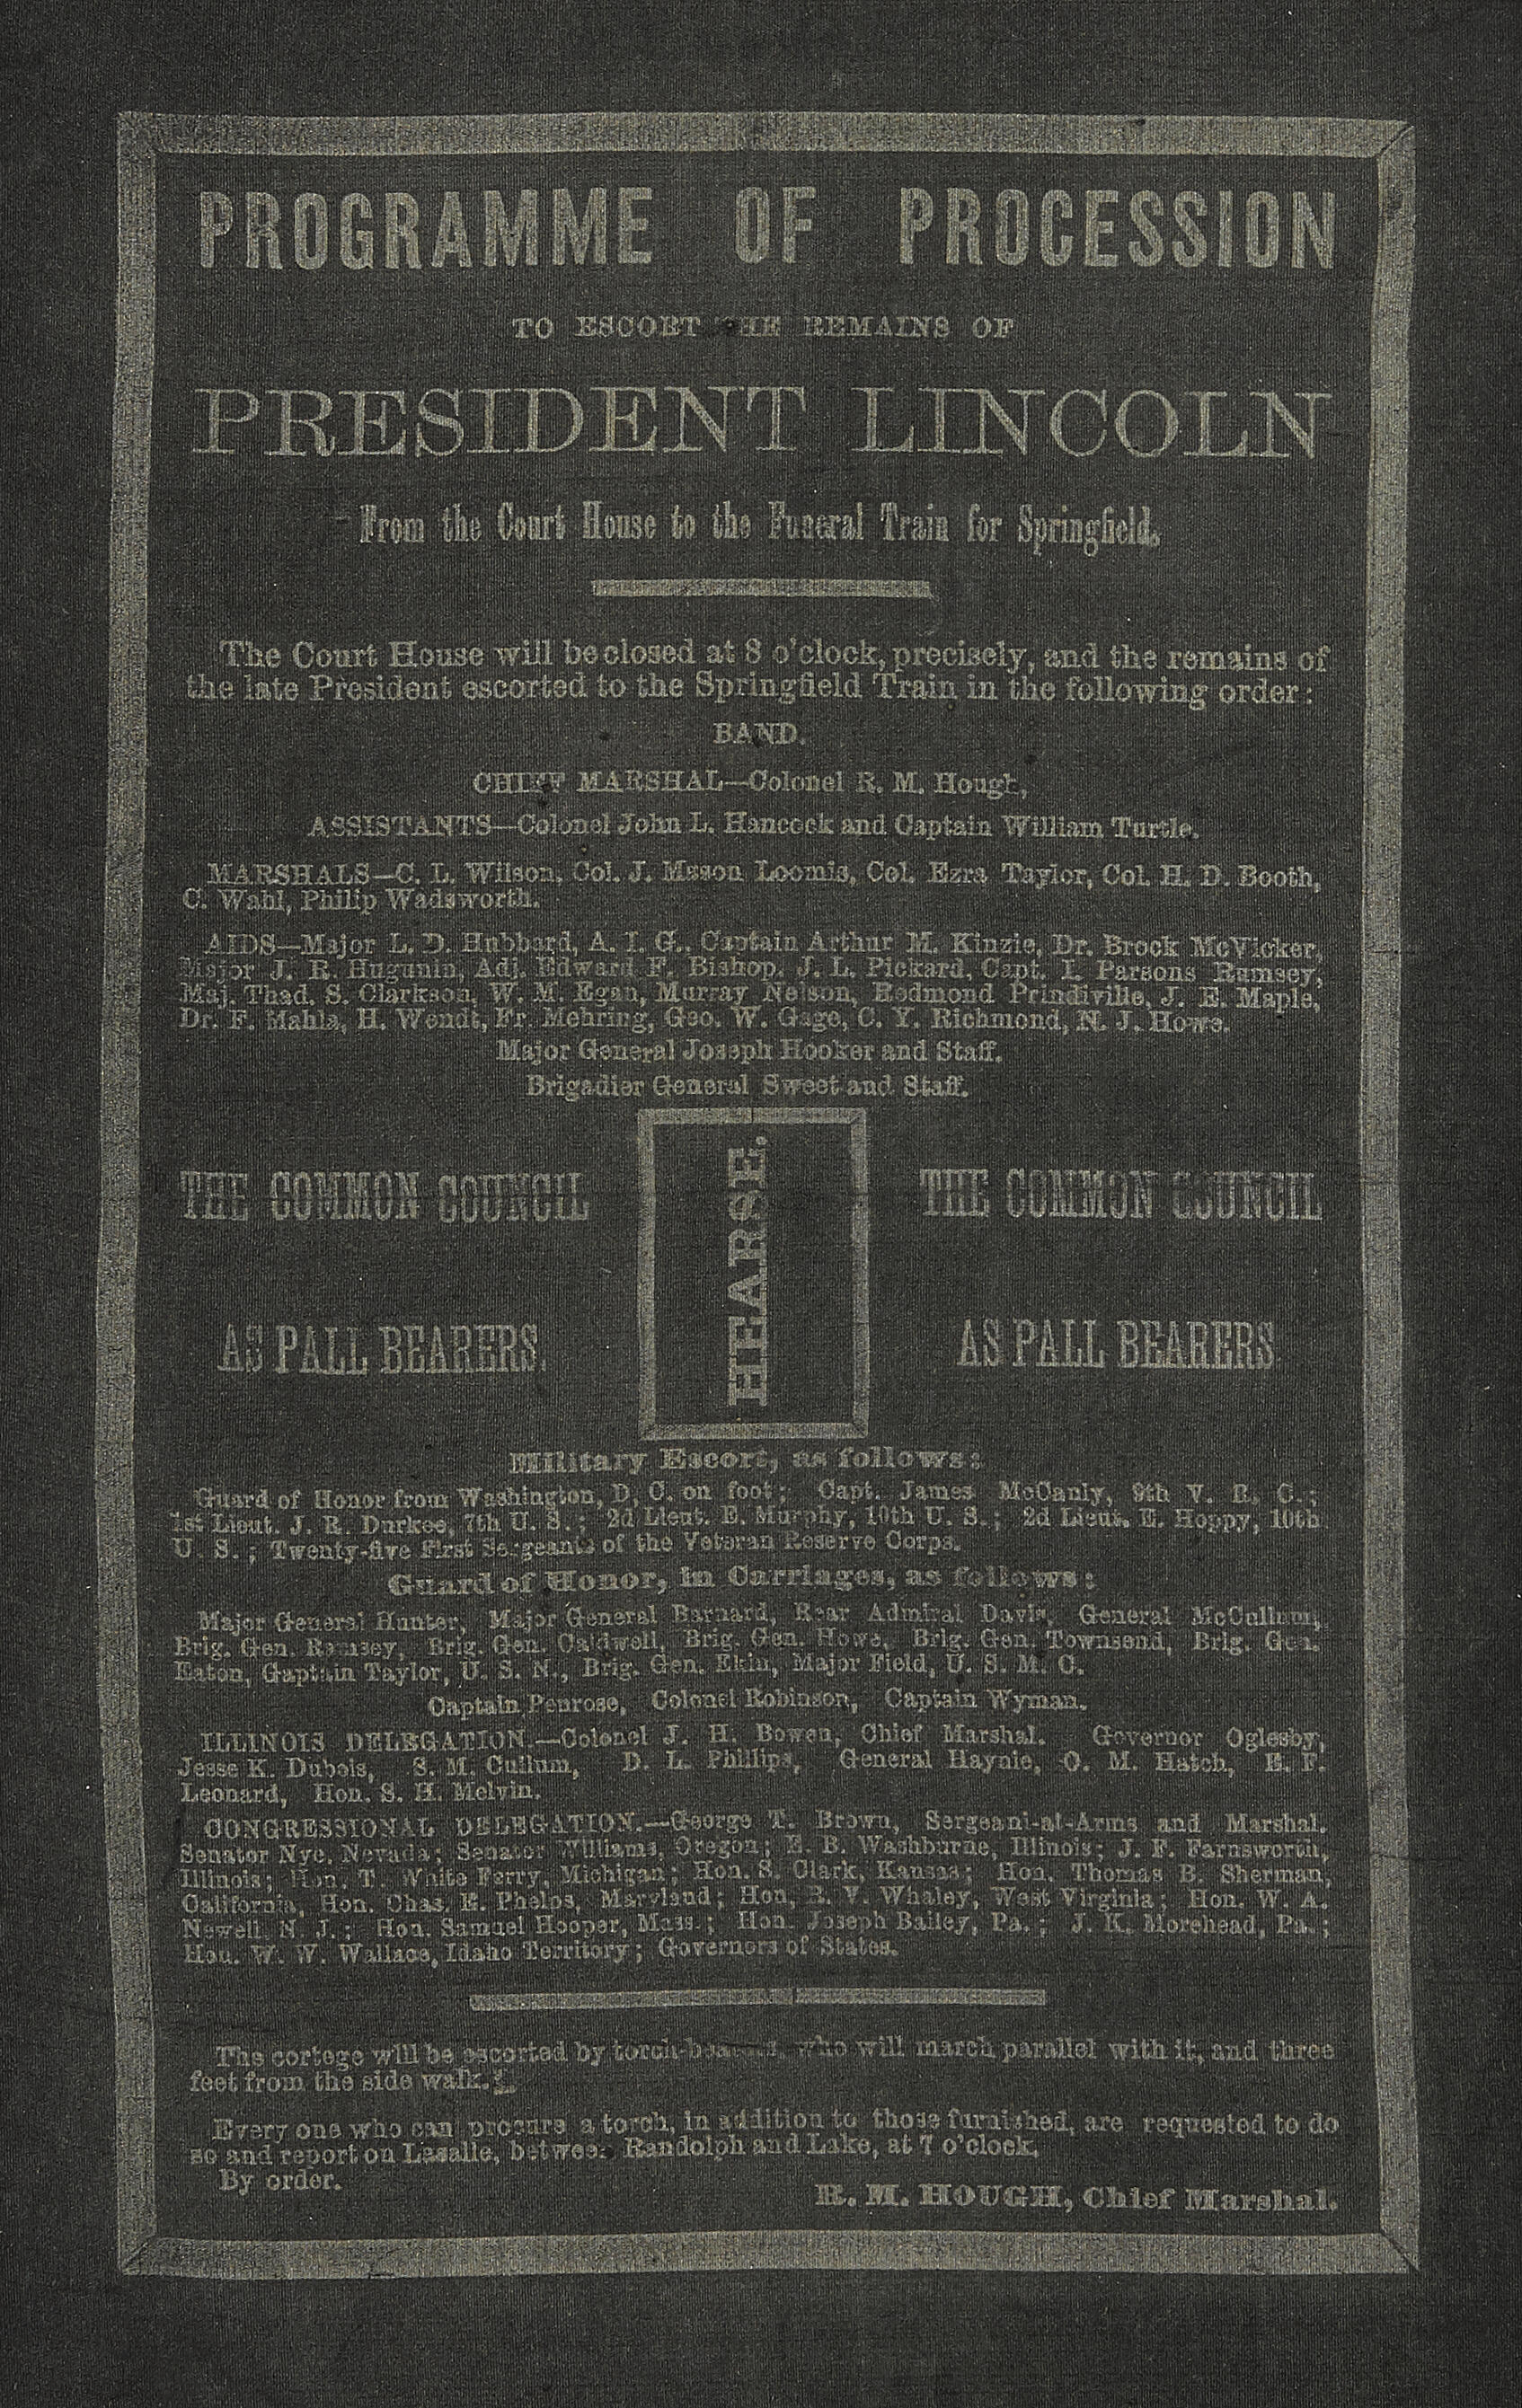 PROGRAMME OF PROCESSION
TO ESCORT THE REMAINS OF
PRESIDENT LINCOLN
From the Court House to the Funeral Train for Springfield.
The Court House will be closed at 8 o'clock, precisely, and the remains of
the late President escorted to the Springfield Train in the following order:
BAND.
CHIEF MARSHAL—Colonel R. M. Hough,
ASSISTANTS—Colonel John L. Hancock and Captain William Turtle.
MARSHALS—C. L. Wilson, Col. J. Mason Loomis, Col. Ezra Taylor, Col. H. D. Booth,
C. Wahl, Philip Wadsworth.
AIDS—Major L. D. Hubbard, A. I. G., Captain Arthur M. Kinzie, Dr. Brock McVicker,
Major J. R. Hugunin, Adj. Edward F. Bishop, J. L. Pickard, Capt. I. Parsons Rumsey,
Maj. Thad. S. Clarkson, W. M. Egan, Murray Nelson, Redmond Prindiville, J. E. Maple,
Dr. F. Mahla, H. Wendt, Fr. Mehring, Geo. W. Gage, C. Y. Richmond, N. J. Howe.
Major General Joseph Hooker and Staff.
Brigadier General Sweet and Staff.
THE COMMON COUNCIL
AS PALL BEARERS.
HEARSE.
THE COMMON COUNCIL
AS PALL BEARERS
Military Escort, as follows:
Guard of Honor from Washington, D. C. on foot; Capt. James McCanly, 9th V. R. C.;
1st Lieut. J. R. Durkee, 7th U. S.; 2d Lieut. E. Murphy, 10th U. S.; 2d Lieut. E. Hoppy, 10th
U. S.; Twenty-five First Sergeants of the Veteran Reserve Corps.
Guard of Honor, in Carriages, as follows:
Major General Hunter, Major General Barnard, Rear Admiral Davis, General McCullum,
Brig. Gen. Ramsey, Brig. Gen. Caldwell, Brig. Gen. Howe, Brig. Gen. Townsend, Brig. Gen.
Eaton, Gaptain Taylor, U. S. N., Brig. Gen. Ekin, Major Field, U. S. M. C.
Captain Penrose, Colonel Robinson, Captain Wyman.
ILLINOIS DELEGATION.—Colonel J. H. Bowen, Chief Marshal. Governor Oglesby,
Jesse K. Dubois, S. M. Cullum, D. L. Phillips, General Haynie, O. M. Hatch, E. F.
Leonard, Hon. S. H. Melvin.
CONGRESSIONAL DELEGATION.—George T. Brown, Sergeant-at-Arms and Marshal.
Senator Nye, Nevada; Senator Williams, Oregon; E. B. Washburne, Illinois; J. F. Farnsworth,
Illinois; Hon. T. White Ferry, Michigan; Hon. S. Clark, Kansas; Hon. Thomas B. Sherman,
California, Hon. Chas. E. Phelps, Maryland; Hon. R. V. Whaley, West Virginia; Hon. W. A.
Newell, N. J.; Hon. Samuel Hooper, Mass.; Hon. Joseph Bailey, Pa.; J. K. Morehead, Pa.;
Hon. W. W. Wallace, Idaho Territory; Governors of States.
The cortege will be escorted by torch-bearers, who will march parallel with it, and three
feet from the side walk.
Every one who can procure a torch, in addition to those furnished, are requested to do
so and report on Lasalle, between Randolph and Lake, at 7 o'clock.
By order.
R. M. HOUGH, Chief Marshal.